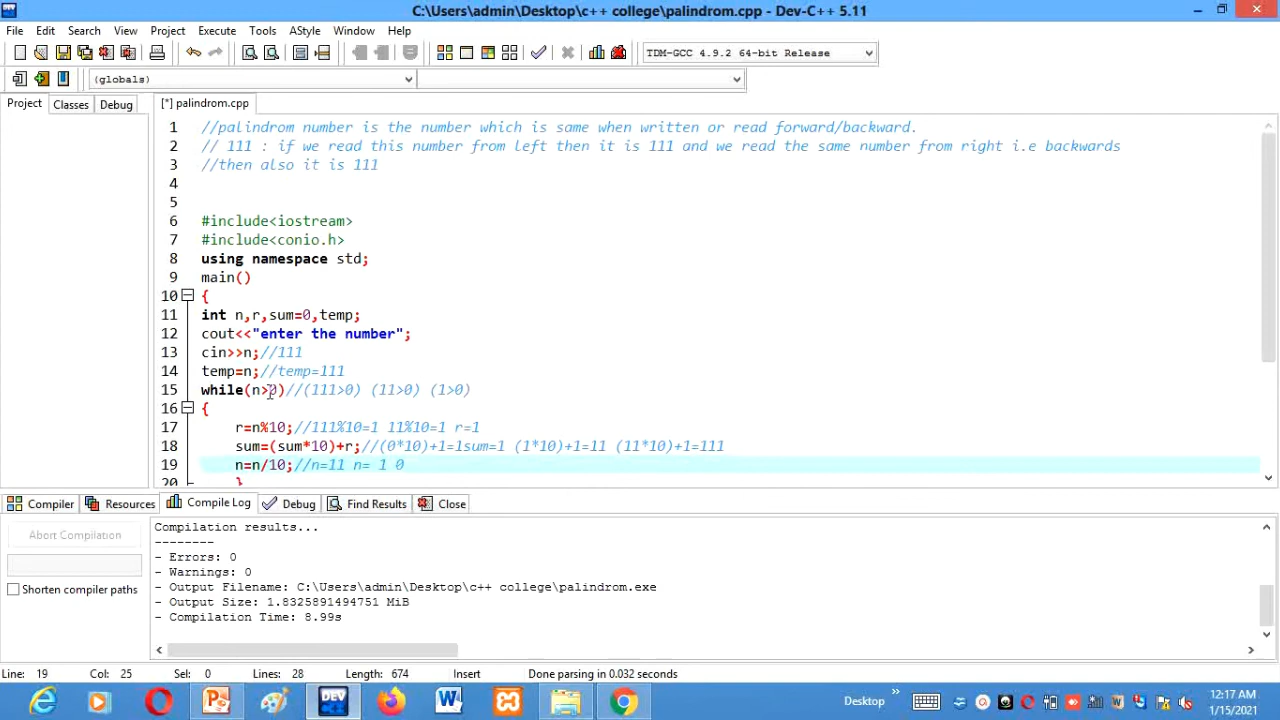 C:\Users\admin\Desktop\c++ college\palindrom.cpp - Dev-C++ 5.11
File Edit Search View Project Execute Tools AStyle Window Help
TDM-GCC 4.9.2 64-bit Release
(globals)
Project Classes Debug [*] palindrom.cpp
1 //palindrom number is the number which is same when written or read forward/backward.
2 // 111 : if we read this number from left then it is 111 and we read the same number from right i.e backwards
3 //then also it is 111
4
5
6 #include<iostream>
7 #include<conio.h>
8 using namespace std;
9 main()
10 {
11 int n,r,sum=0,temp;
12 cout<<"enter the number";
13 cin>>n;//111
14 temp=n;//temp=111
15 while(n>0)//(111>0) (11>0) (1>0)
16 {
17 r=n%10;//111%10=1 11%10=1 r=1
18 sum=(sum*10)+r;//(0*10)+1=1sum=1 (1*10)+1=11 (11*10)+1=111
19 n=n/10;//n=11 n= 1 0
20 }
Compiler Resources Compile Log Debug Find Results Close
Abort Compilation
Shorten compiler paths
Compilation results...
--------
- Errors: 0
- Warnings: 0
- Output Filename: C:\Users\admin\Desktop\c++ college\palindrom.exe
- Output Size: 1.8325891494751 MiB
- Compilation Time: 8.99s
Line: 19 Col: 25 Sel: 0 Lines: 28 Length: 674 Insert Done parsing in 0.032 seconds
Desktop
12:17 AM
1/15/2021